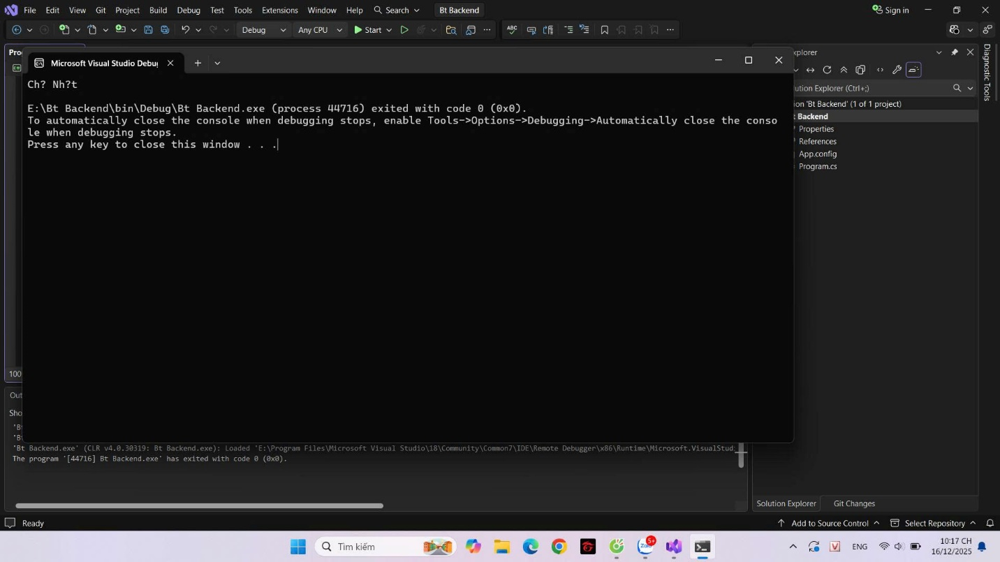 File Edit View Git Project Build Debug Test Tools Extensions Window Help Search Bt Backend Sign in
Debug Any CPU Start
Microsoft Visual Studio Debu
Explorer
Ch? Nh?t
ution Explorer (Ctrl+;)
E:\Bt Backend\bin\Debug\Bt Backend.exe (process 44716) exited with code 0 (0x0).
To automatically close the console when debugging stops, enable Tools->Options->Debugging->Automatically close the conso
le when debugging stops.
Press any key to close this window . . .
ion 'Bt Backend' (1 of 1 project)
t Backend
Properties
References
App.config
Program.cs
Diagnostic Tools
100
'Bt Backend.exe' (CLR v4.0.30319: Bt Backend.exe): Loaded 'E:\Program Files\Microsoft Visual Studio\18\Community\Common7\IDE\Remote Debugger\x86\Runtime\Microsoft.VisualStud
The program '[44716] Bt Backend.exe' has exited with code 0 (0x0).
Solution Explorer Git Changes
Ready Add to Source Control Select Repository
Tìm kiếm 5+ ENG 10:17 CH
16/12/2025